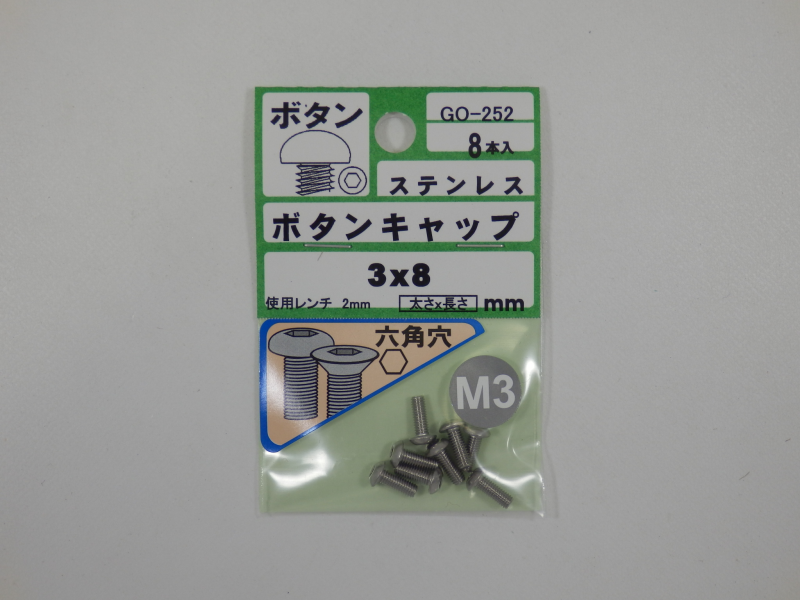 ボタン
GO-252
8本入
ステンレス
ボタンキャップ
3x8
使用レンチ 2mm 太さx長さ mm
六角穴
M3